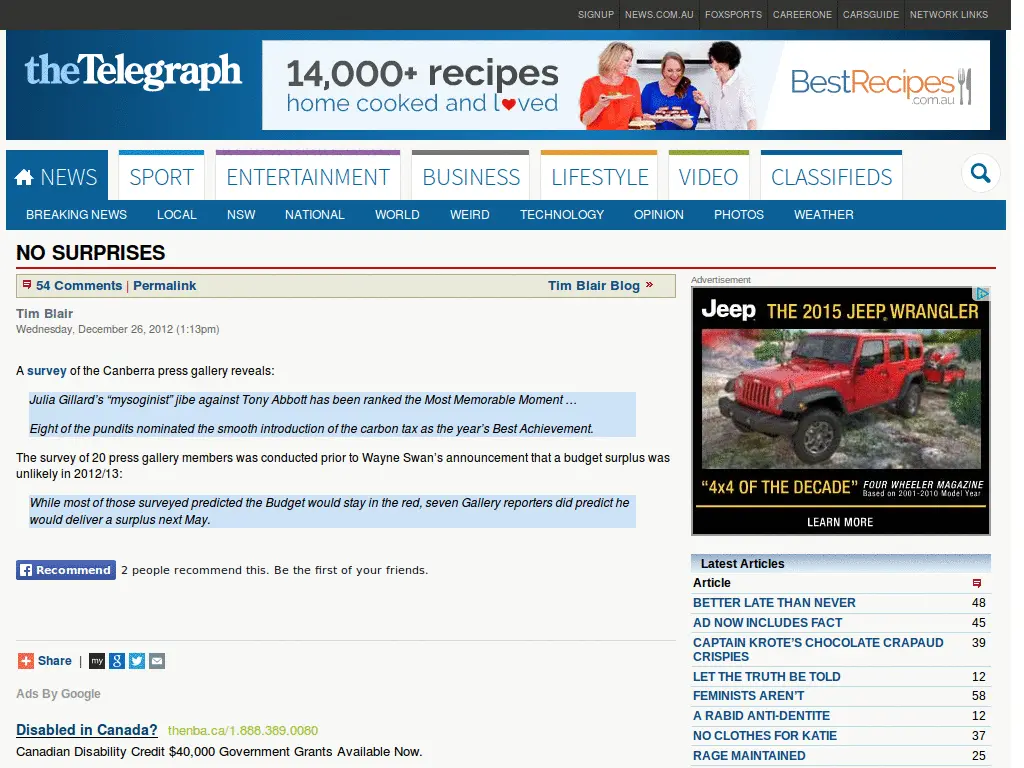 SIGNUP NEWS.COM.AU FOXSPORTS CAREERONE CARSGUIDE NETWORK LINKS
theTelegraph
14,000+ recipes
home cooked and loved
BestRecipes
.com.au
NEWS SPORT ENTERTAINMENT BUSINESS LIFESTYLE VIDEO CLASSIFIEDS
BREAKING NEWS LOCAL NSW NATIONAL WORLD WEIRD TECHNOLOGY OPINION PHOTOS WEATHER
NO SURPRISES
54 Comments | Permalink
Tim Blair Blog »
Tim Blair
Wednesday, December 26, 2012 (1:13pm)
A survey of the Canberra press gallery reveals:
Julia Gillard's “mysoginist” jibe against Tony Abbott has been ranked the Most Memorable Moment …
Eight of the pundits nominated the smooth introduction of the carbon tax as the year's Best Achievement.
The survey of 20 press gallery members was conducted prior to Wayne Swan's announcement that a budget surplus was
unlikely in 2012/13:
While most of those surveyed predicted the Budget would stay in the red, seven Gallery reporters did predict he
would deliver a surplus next May.
Recommend 2 people recommend this. Be the first of your friends.
Share | my 8
Ads By Google
Disabled in Canada? thenba.ca/1.888.389.0080
Canadian Disability Credit $40,000 Government Grants Available Now.
Advertisement
Jeep THE 2015 JEEP WRANGLER
“4x4 OF THE DECADE” FOUR WHEELER MAGAZINE
Based on 2001-2010 Model Year
LEARN MORE
Latest Articles
Article
BETTER LATE THAN NEVER 48
AD NOW INCLUDES FACT 45
CAPTAIN KROTE'S CHOCOLATE CRAPAUD 39
CRISPIES
LET THE TRUTH BE TOLD 12
FEMINISTS AREN'T 58
A RABID ANTI-DENTITE 12
NO CLOTHES FOR KATIE 37
RAGE MAINTAINED 25